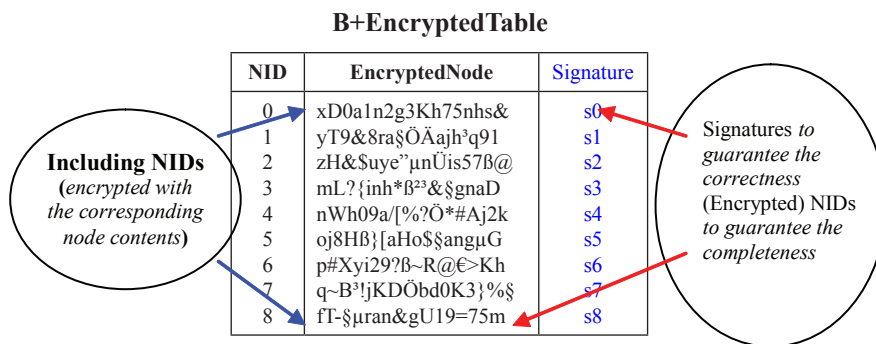 B+EncryptedTable
NID EncryptedNode Signature
0 xD0a1n2g3Kh75nhs& s0
1 yT9&8ra§ÖÄajh³q91 s1
2 zH&$uye”µnÜis57ß@ s2
3 mL?{inh*ß²³&§gnaD s3
4 nWh09a/[%?Ö*#Aj2k s4
5 oj8Hß}[aHo$§angµG s5
6 p#Xyi29?ß~R@€>Kh s6
7 q~B³!jKDÖbd0K3}%§ s7
8 fT-§µran&gU19=75m s8
Including NIDs
(encrypted with
the corresponding
node contents)
Signatures to
guarantee the
correctness
(Encrypted) NIDs
to guarantee the
completeness